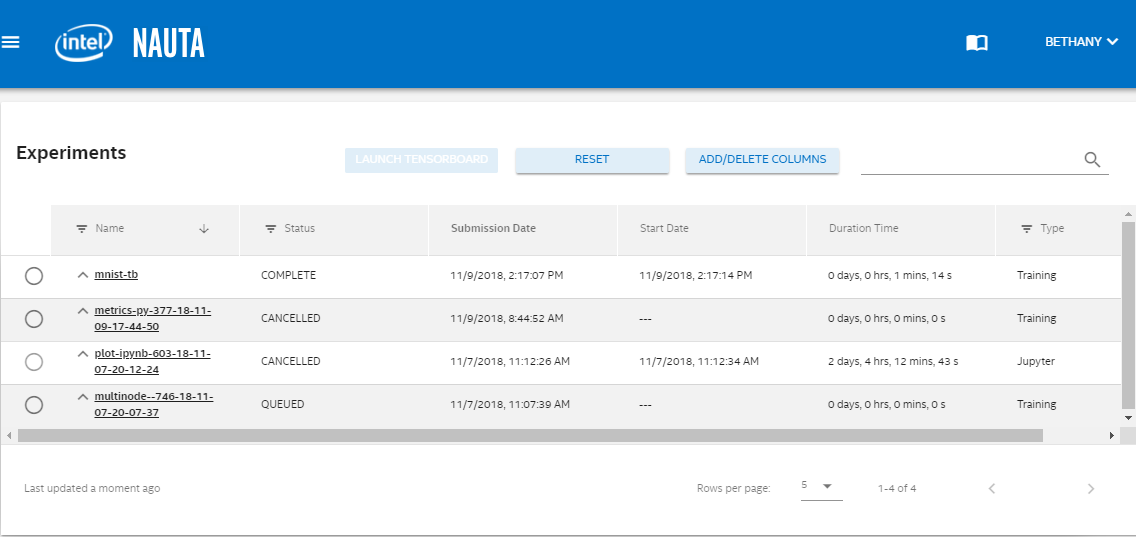 intel NAUTA BETHANY
Experiments LAUNCH TENSORBOARD RESET ADD/DELETE COLUMNS
Name Status Submission Date Start Date Duration Time Type
mnist-tb COMPLETE 11/9/2018, 2:17:07 PM 11/9/2018, 2:17:14 PM 0 days, 0 hrs, 1 mins, 14 s Training
metrics-py-377-18-11-
09-17-44-50 CANCELLED 11/9/2018, 8:44:52 AM --- 0 days, 0 hrs, 0 mins, 0 s Training
plot-ipynb-603-18-11-
07-20-12-24 CANCELLED 11/7/2018, 11:12:26 AM 11/7/2018, 11:12:34 AM 2 days, 4 hrs, 12 mins, 43 s Jupyter
multinode--746-18-11-
07-20-07-37 QUEUED 11/7/2018, 11:07:39 AM --- 0 days, 0 hrs, 0 mins, 0 s Training
Last updated a moment ago Rows per page: 5 1-4 of 4